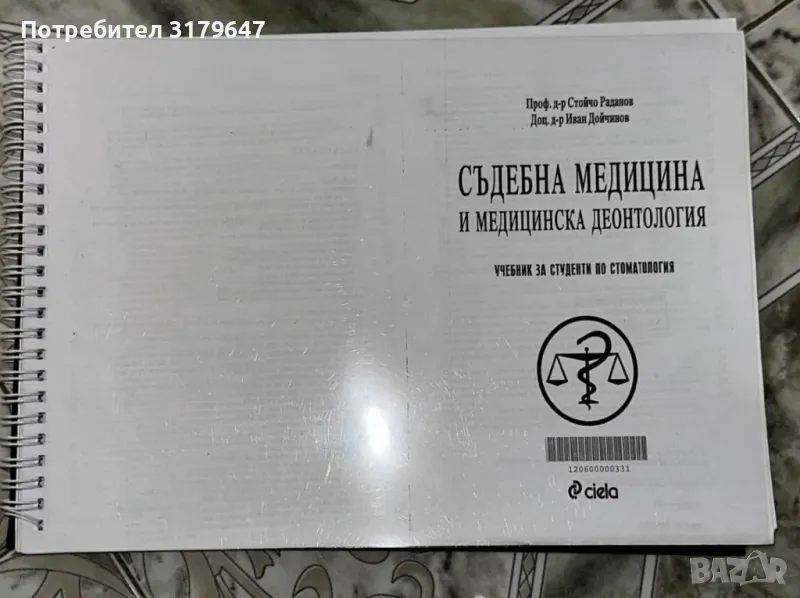 Потребител 3179647
Проф. д-р Стойчо Раданов
Доц. д-р Иван Дойчинов
СЪДЕБНА МЕДИЦИНА
И МЕДИЦИНСКА ДЕОНТОЛОГИЯ
УЧЕБНИК ЗА СТУДЕНТИ ПО СТОМАТОЛОГИЯ
120600000331
ciela
BAZAR